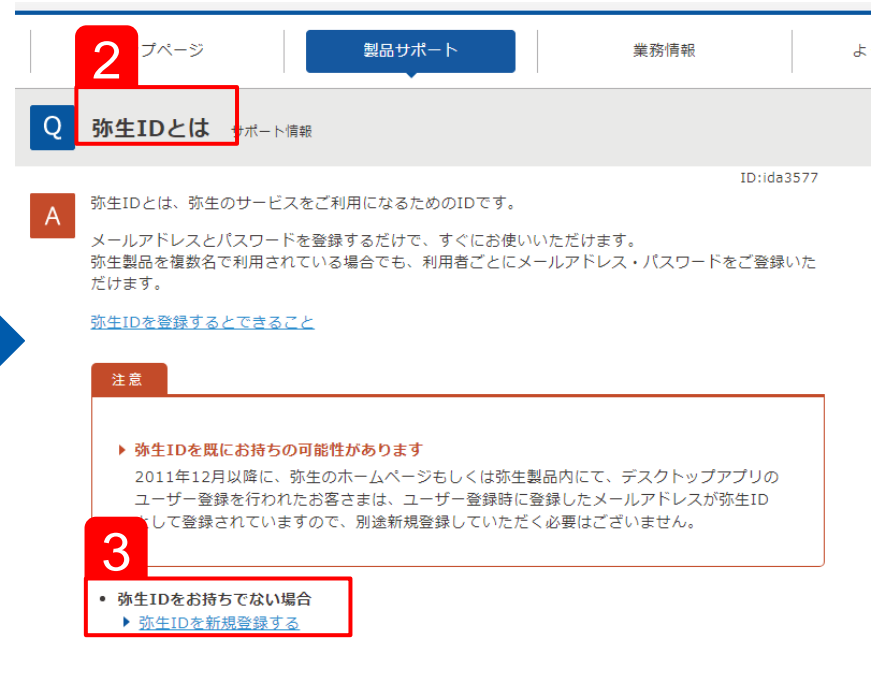 2
プページ
製品サポート
業務情報
よ
Q
弥生IDとは
サポート情報
ID:ida3577
A
弥生IDとは、弥生のサービスをご利用になるためのIDです。
メールアドレスとパスワードを登録するだけで、すぐにお使いいただけます。
弥生製品を複数名で利用されている場合でも、利用者ごとにメールアドレス・パスワードをご登録いた
だけます。
弥生IDを登録するとできること
注意
弥生IDを既にお持ちの可能性があります
2011年12月以降に、弥生のホームページもしくは弥生製品内にて、デスクトップアプリの
ユーザー登録を行われたお客さまは、ユーザー登録時に登録したメールアドレスが弥生ID
として登録されていますので、別途新規登録していただく必要はございません。
3
弥生IDをお持ちでない場合
弥生IDを新規登録する